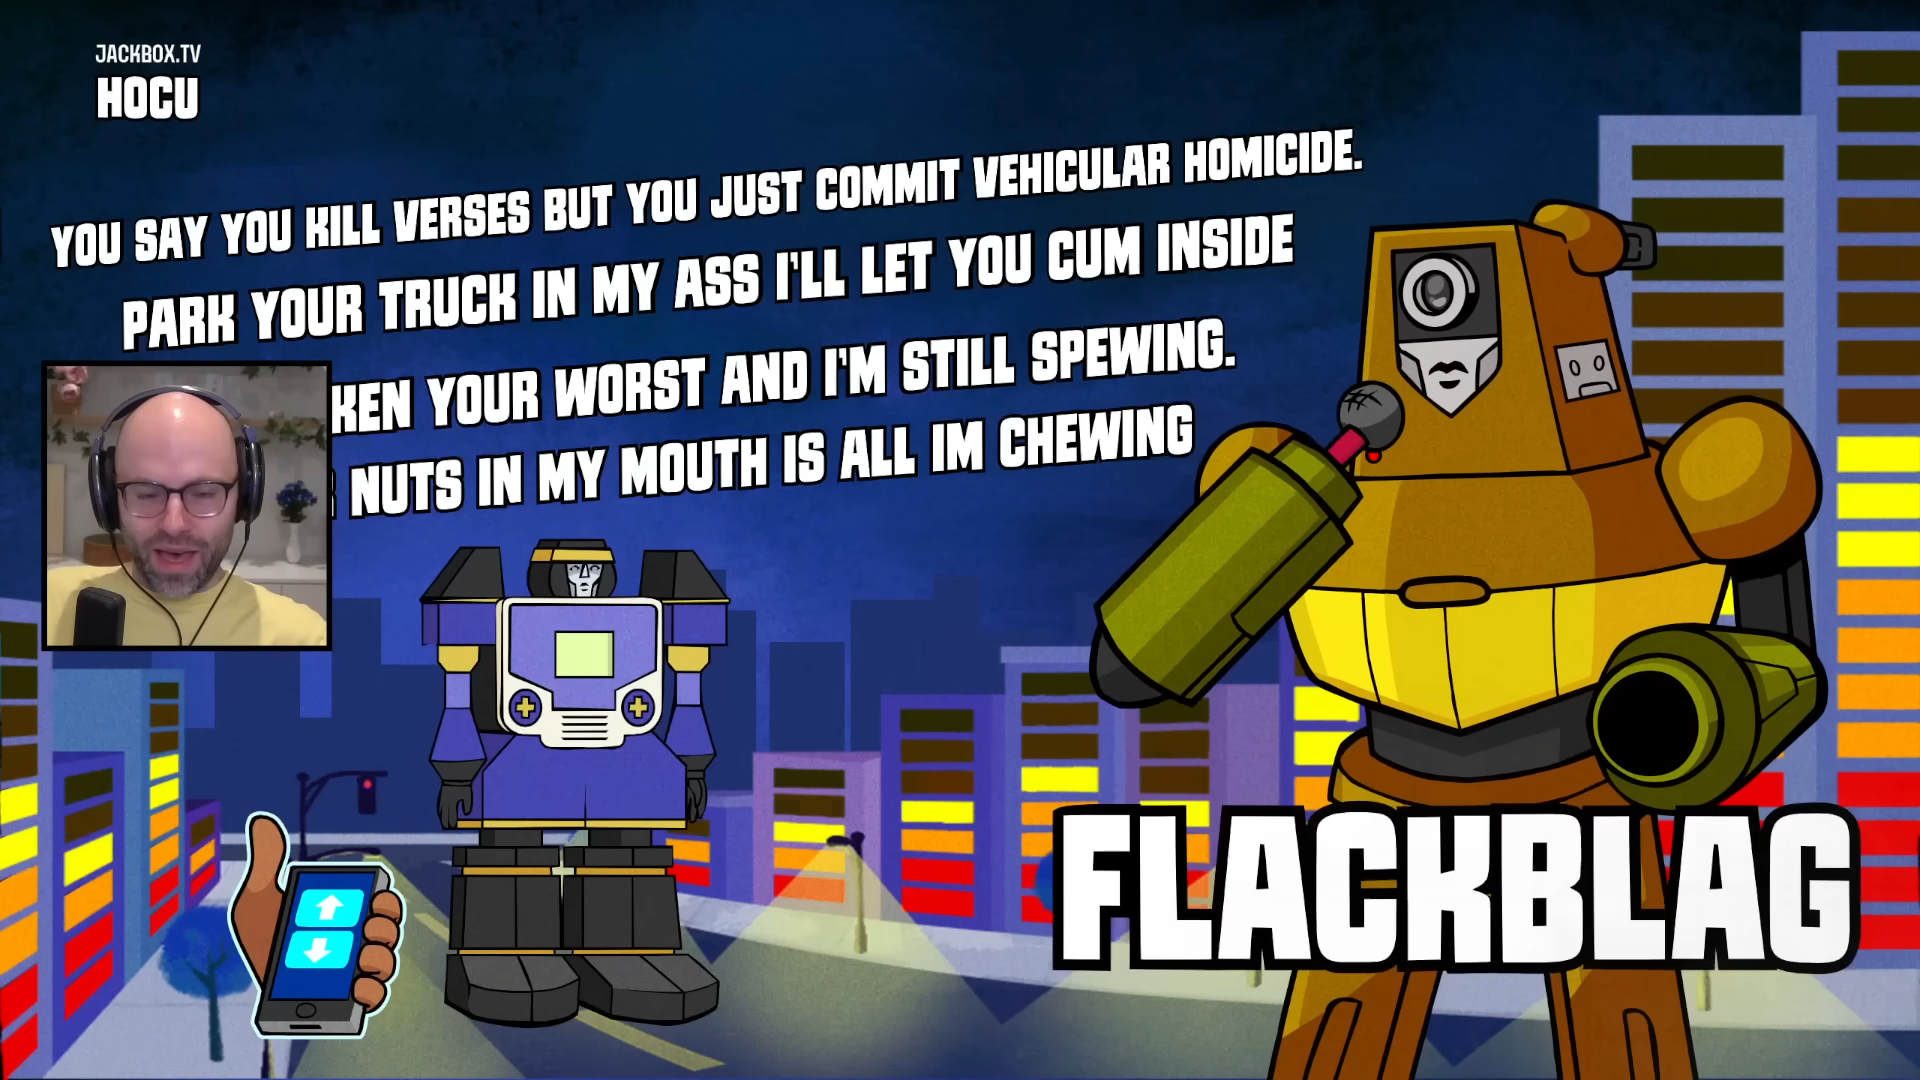 JACKBOX.TV
HOCU
YOU SAY YOU KILL VERSES BUT YOU JUST COMMIT VEHICULAR HOMICIDE.
PARK YOUR TRUCK IN MY ASS I'LL LET YOU CUM INSIDE
YOUR WORST AND I'M STILL SPEWING.
NUTS IN MY MOUTH IS ALL IM CHEWING
FLACKBLAG